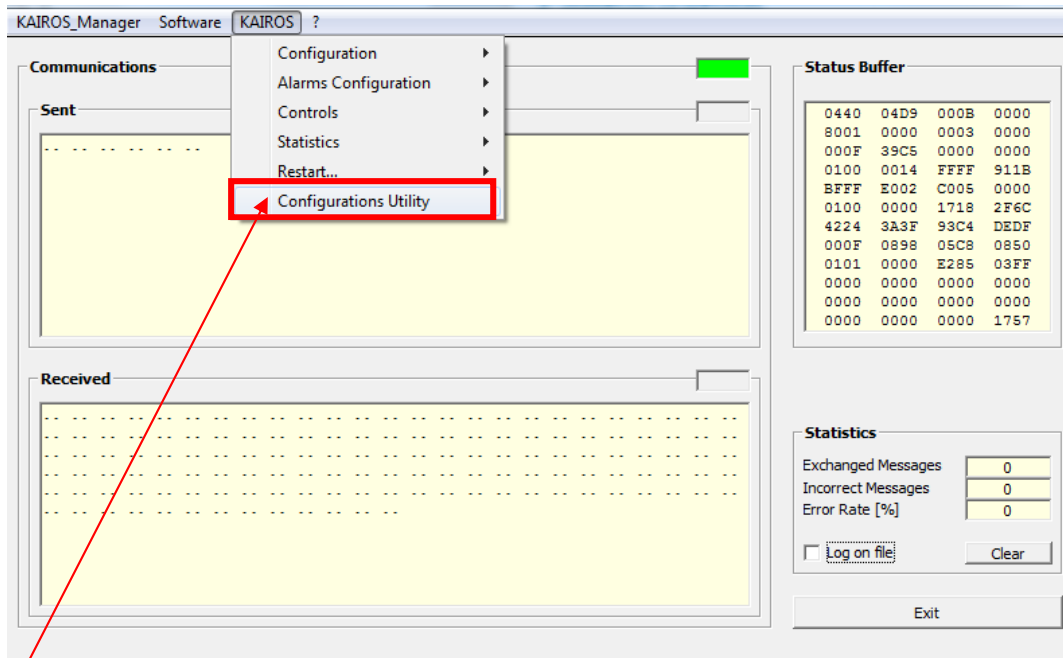 KAIROS_Manager Software KAIROS ?
Configuration
Alarms Configuration
Controls
Statistics
Restart...
Configurations Utility
Communications
Sent
-- -- -- -- -- --
Received
-- -- -- -- -- -- -- -- -- -- -- -- -- -- -- -- -- -- -- -- -- -- -- -- --
-- -- -- -- -- -- -- -- -- -- -- -- -- -- -- -- -- -- -- -- -- -- -- -- --
-- -- -- -- -- -- -- -- -- -- -- -- -- -- -- -- -- -- -- -- -- -- -- -- --
-- -- -- -- -- -- -- -- -- -- -- -- -- -- -- -- -- -- -- -- -- -- -- -- --
-- -- -- -- -- -- -- -- -- -- -- -- -- -- -- -- -- -- -- -- -- -- -- -- --
-- -- -- -- -- -- -- -- -- -- -- -- --
Status Buffer
0440 04D9 000B 0000
8001 0000 0003 0000
000F 39C5 0000 0000
0100 0014 FFFF 911B
BFFF E002 C005 0000
0100 0000 1718 2F6C
4224 3A3F 93C4 DEDF
000F 0898 05C8 0850
0101 0000 E285 03FF
0000 0000 0000 0000
0000 0000 0000 0000
0000 0000 0000 1757
Statistics
Exchanged Messages 0
Incorrect Messages 0
Error Rate [%] 0
Log on file Clear
Exit